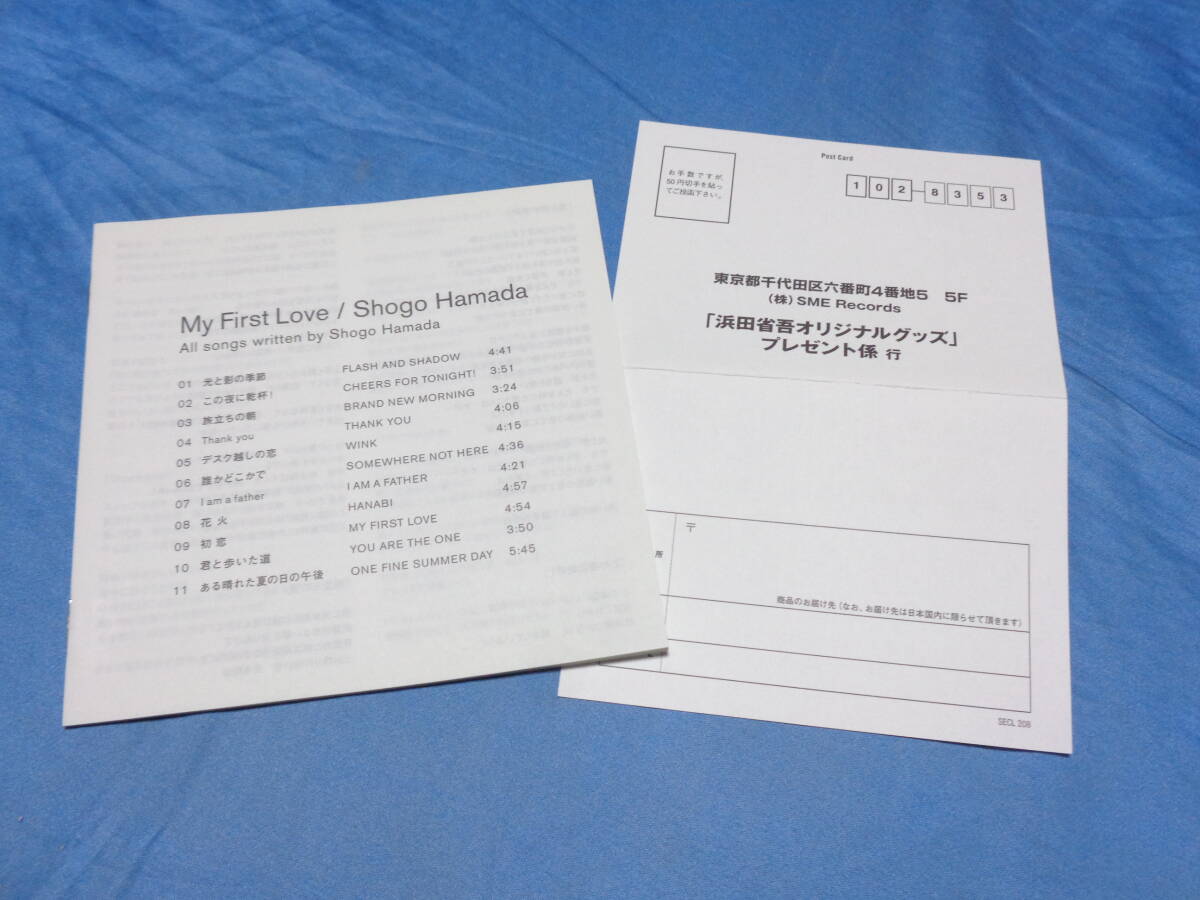 My First Love / Shogo Hamada
All songs written by Shogo Hamada
01 光と影の季節 FLASH AND SHADOW 4:41
02 この夜に乾杯! CHEERS FOR TONIGHT! 3:51
03 旅立ちの朝 BRAND NEW MORNING 3:24
04 Thank you THANK YOU 4:06
05 デスク越しの恋 WINK 4:15
06 誰かどこかで SOMEWHERE NOT HERE 4:36
07 I am a father I AM A FATHER 4:21
08 花火 HANABI 4:57
09 初恋 MY FIRST LOVE 4:54
10 君と歩いた道 YOU ARE THE ONE 3:50
11 ある晴れた夏の日の午後 ONE FINE SUMMER DAY 5:45
Post Card
お手数ですが、
50円切手を貼っ
てご投函下さい。
102-8353
東京都千代田区六番町4番地5 5F
(株)SME Records
「浜田省吾オリジナルグッズ」
プレゼント係 行
〒
所
商品のお届け先(なお、お届け先は日本国内に限らせて頂きます)
SECL 208